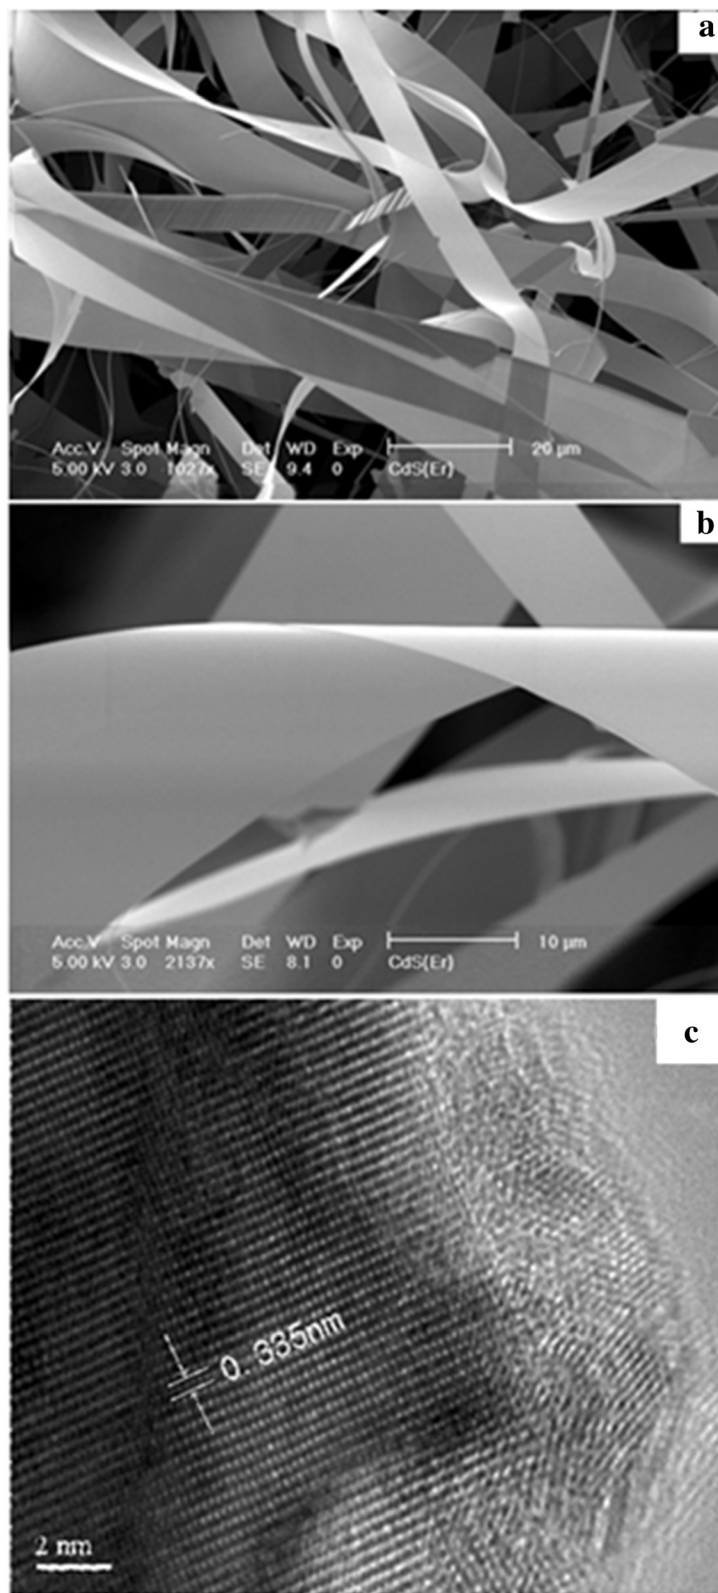 a
Acc.V Spot Magn Det WD Exp 20 µm
5.00 kV 3.0 1027x SE 9.4 0 CdS(Er)
b
Acc.V Spot Magn Det WD Exp 10 µm
5.00 kV 3.0 2137x SE 8.1 0 CdS(Er)
c
0.335nm
2 nm